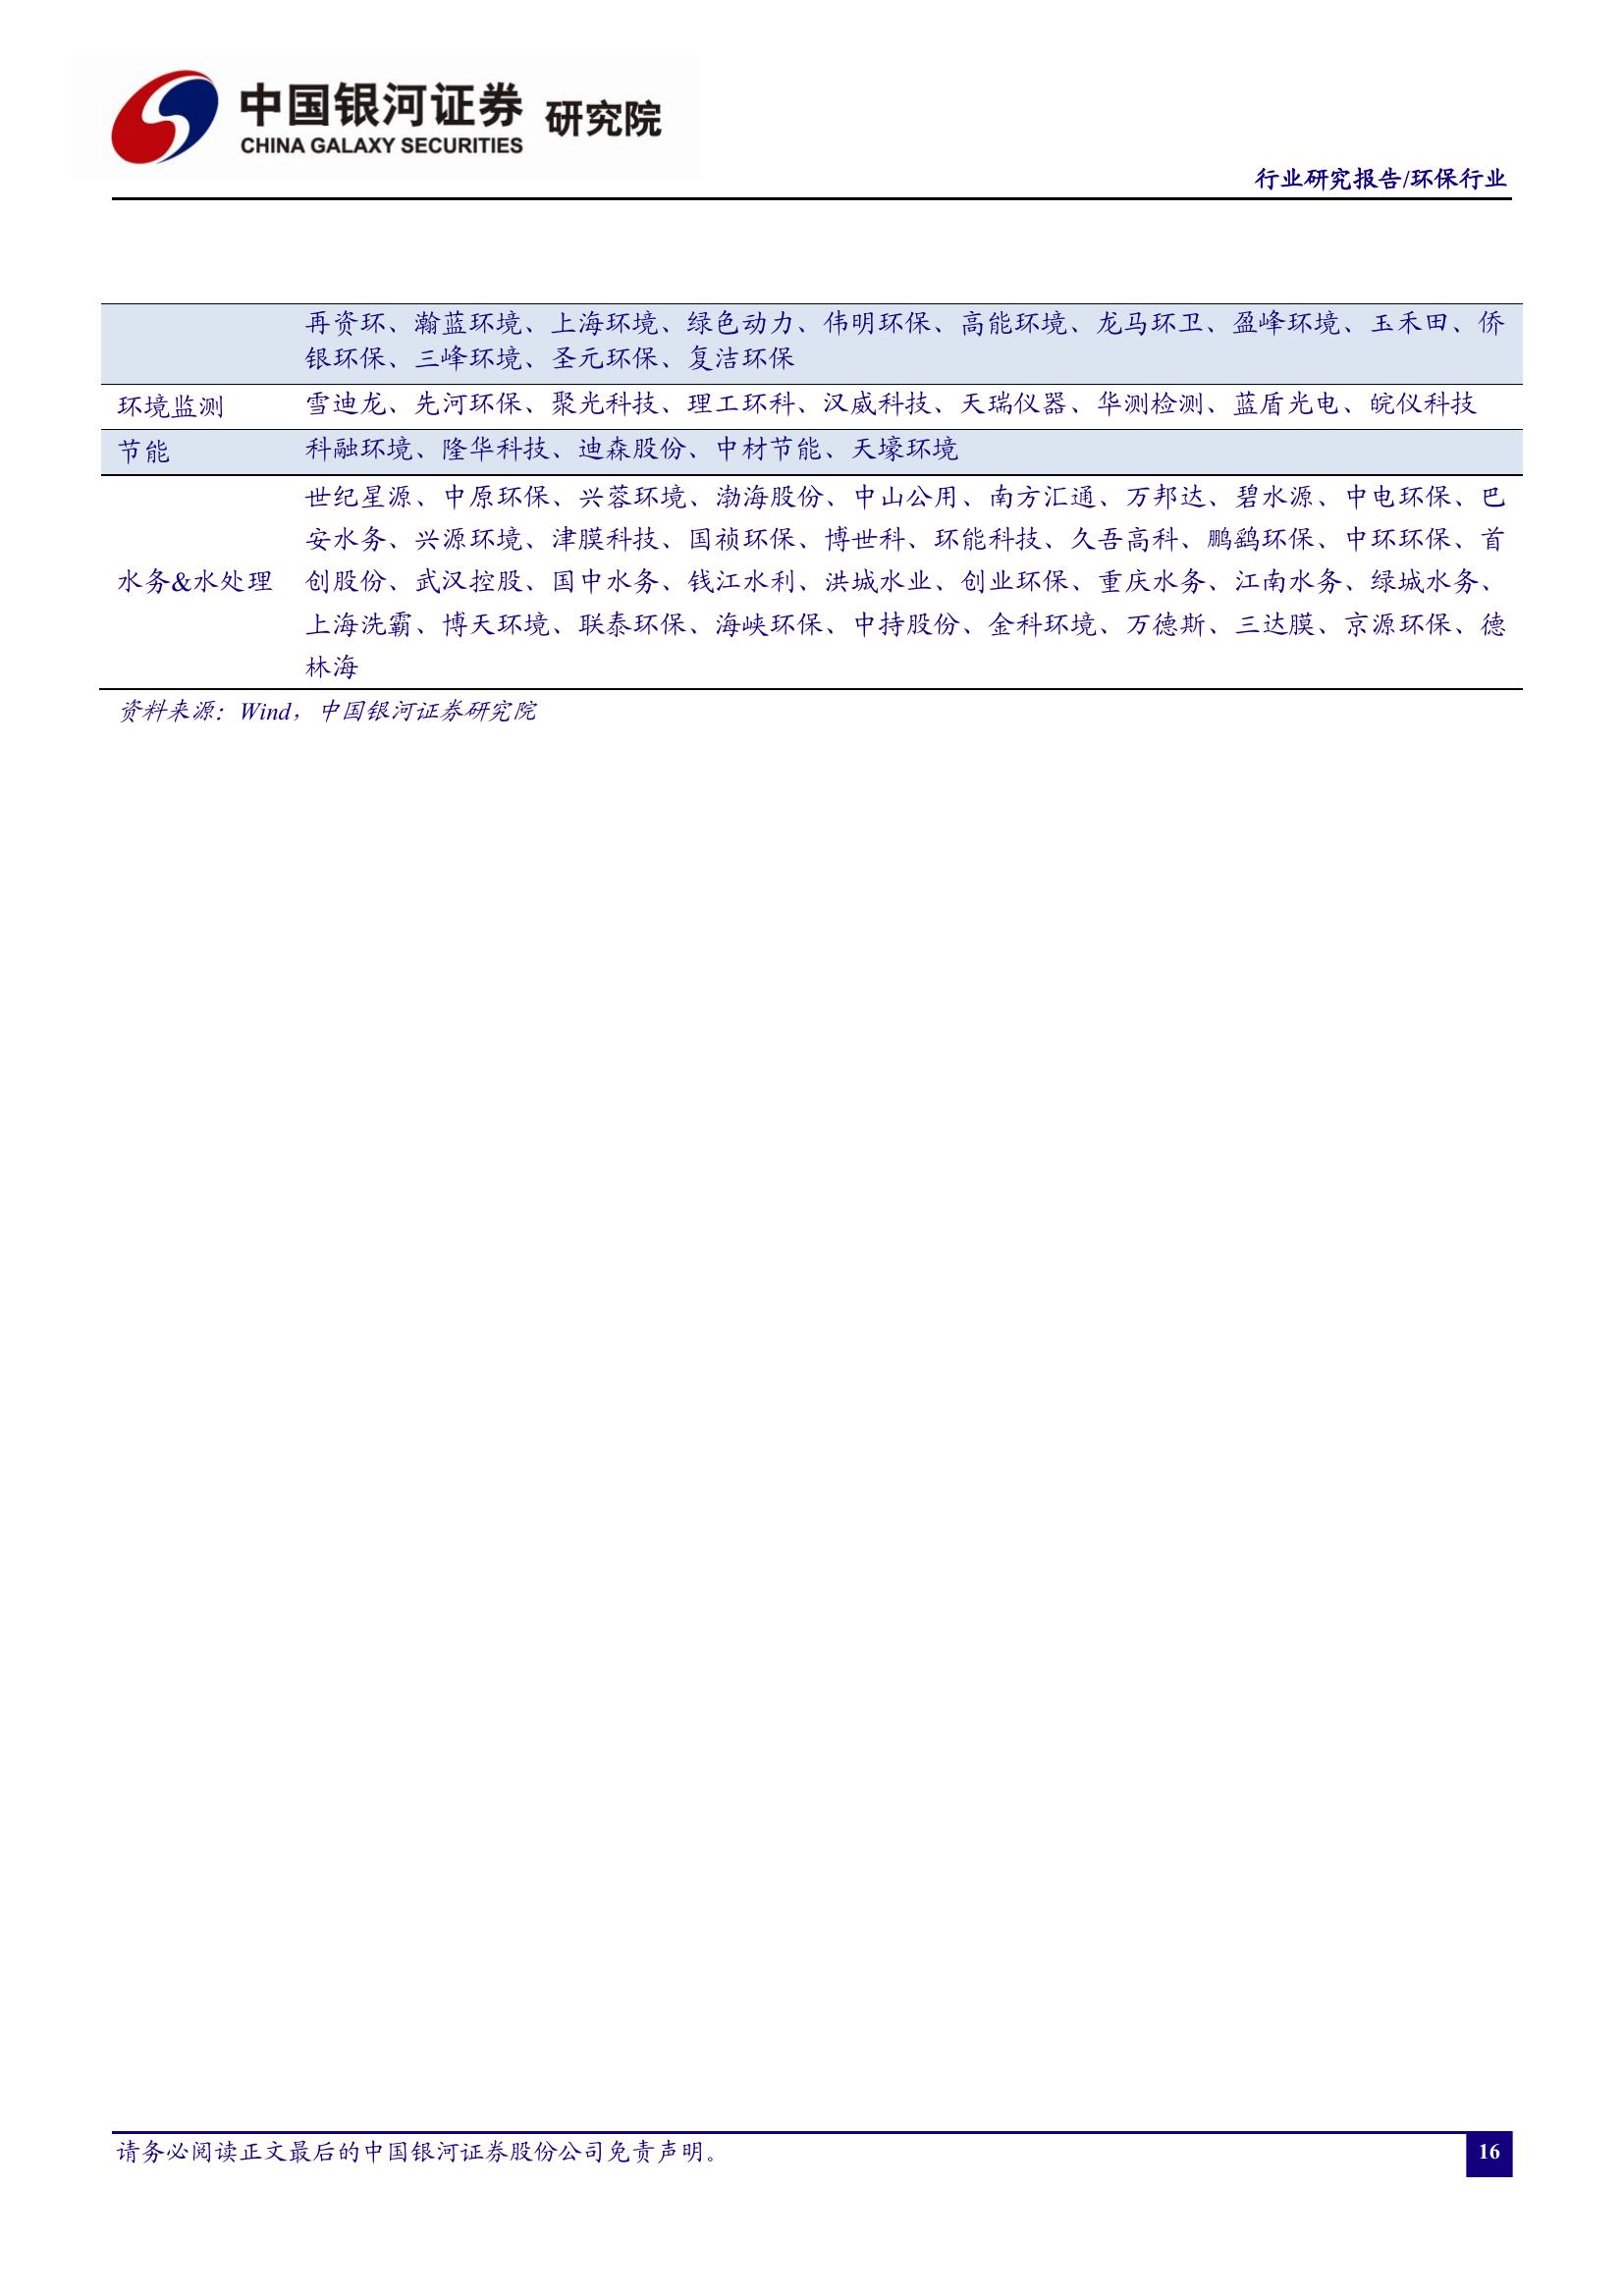 中国银河证券 研究院
CHINA GALAXY SECURITIES
行业研究报告/环保行业
再资环、瀚蓝环境、上海环境、绿色动力、伟明环保、高能环境、龙马环卫、盈峰环境、玉禾田、侨
银环保、三峰环境、圣元环保、复洁环保
环境监测 雪迪龙、先河环保、聚光科技、理工环科、汉威科技、天瑞仪器、华测检测、蓝盾光电、皖仪科技
节能 科融环境、隆华科技、迪森股份、中材节能、天壕环境
世纪星源、中原环保、兴蓉环境、渤海股份、中山公用、南方汇通、万邦达、碧水源、中电环保、巴
安水务、兴源环境、津膜科技、国祯环保、博世科、环能科技、久吾高科、鹏鹞环保、中环环保、首
水务&水处理 创股份、武汉控股、国中水务、钱江水利、洪城水业、创业环保、重庆水务、江南水务、绿城水务、
上海洗霸、博天环境、联泰环保、海峡环保、中持股份、金科环境、万德斯、三达膜、京源环保、德
林海
资料来源：Wind，中国银河证券研究院
请务必阅读正文最后的中国银河证券股份公司免责声明。 16